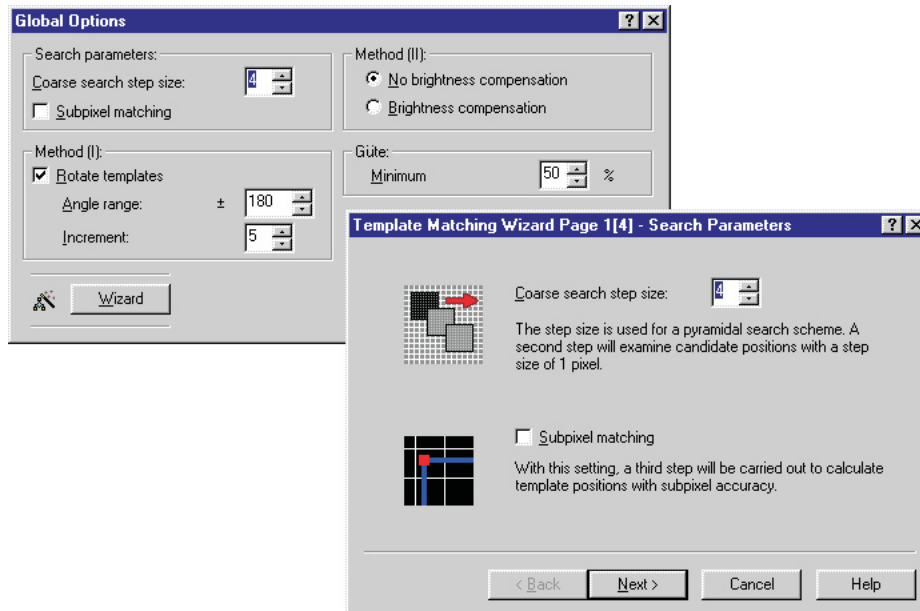 Global Options
Search parameters:
Coarse search step size: 4
Subpixel matching
Method (I):
Rotate templates
Angle range: ± 180
Increment: 5
Wizard
Method (II):
No brightness compensation
Brightness compensation
Güte:
Minimum 50 %
Template Matching Wizard Page 1[4] - Search Parameters
Coarse search step size: 4
The step size is used for a pyramidal search scheme. A
second step will examine candidate positions with a step
size of 1 pixel.
Subpixel matching
With this setting, a third step will be carried out to calculate
template positions with subpixel accuracy.
< Back Next > Cancel Help